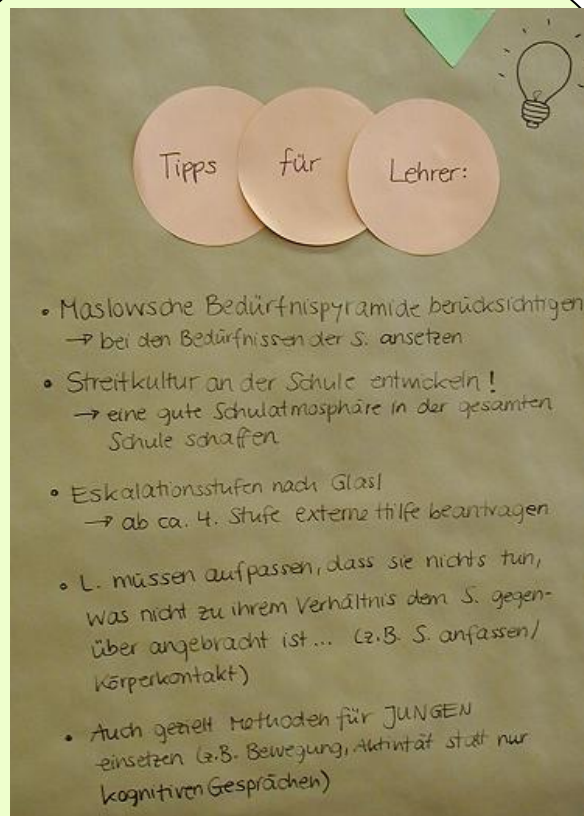 Tipps für Lehrer:
• Maslowsche Bedürfnispyramide berücksichtigen
→ bei den Bedürfnissen der S. ansetzen
• Streitkultur an der Schule entwickeln!
→ eine gute Schulatmosphäre in der gesamten
Schule schaffen
• Eskalationsstufen nach Glasl
→ ab ca. 4. Stufe externe Hilfe beantragen
• L. müssen aufpassen, dass sie nichts tun,
was nicht zu ihrem Verhältnis dem S. gegen-
über angebracht ist... (z.B. S. anfassen/
Körperkontakt)
• Auch gezielt Methoden für JUNGEN
einsetzen (z.B. Bewegung, Aktivität statt nur
kognitiven Gesprächen)